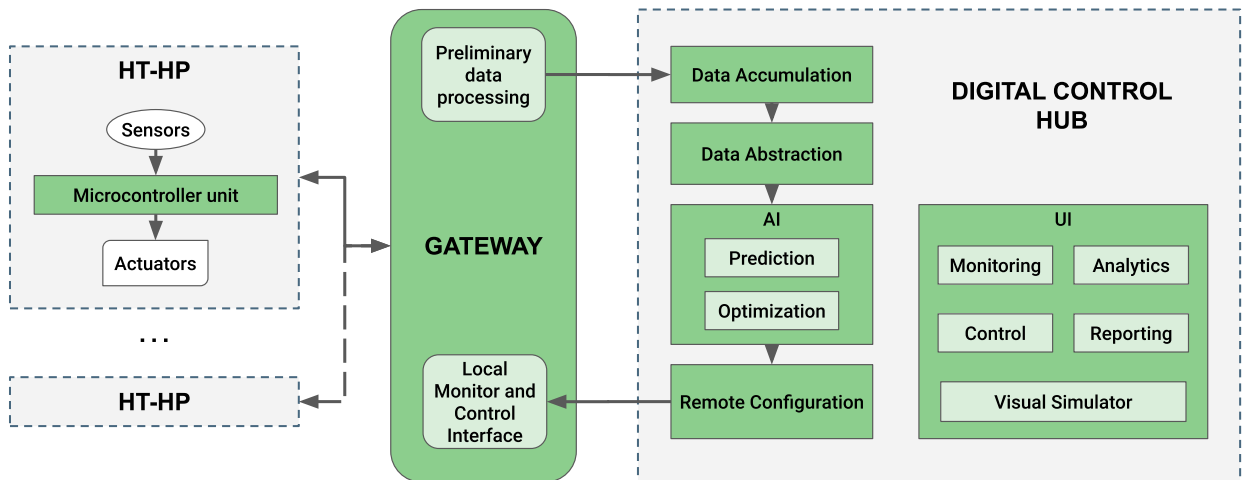 HT-HP
Sensors
Microcontroller unit
Actuators
...
HT-HP
Preliminary
data
processing
GATEWAY
Local
Monitor and
Control
Interface
Data Accumulation
Data Abstraction
AI
Prediction
Optimization
Remote Configuration
DIGITAL CONTROL
HUB
UI
Monitoring
Analytics
Control
Reporting
Visual Simulator